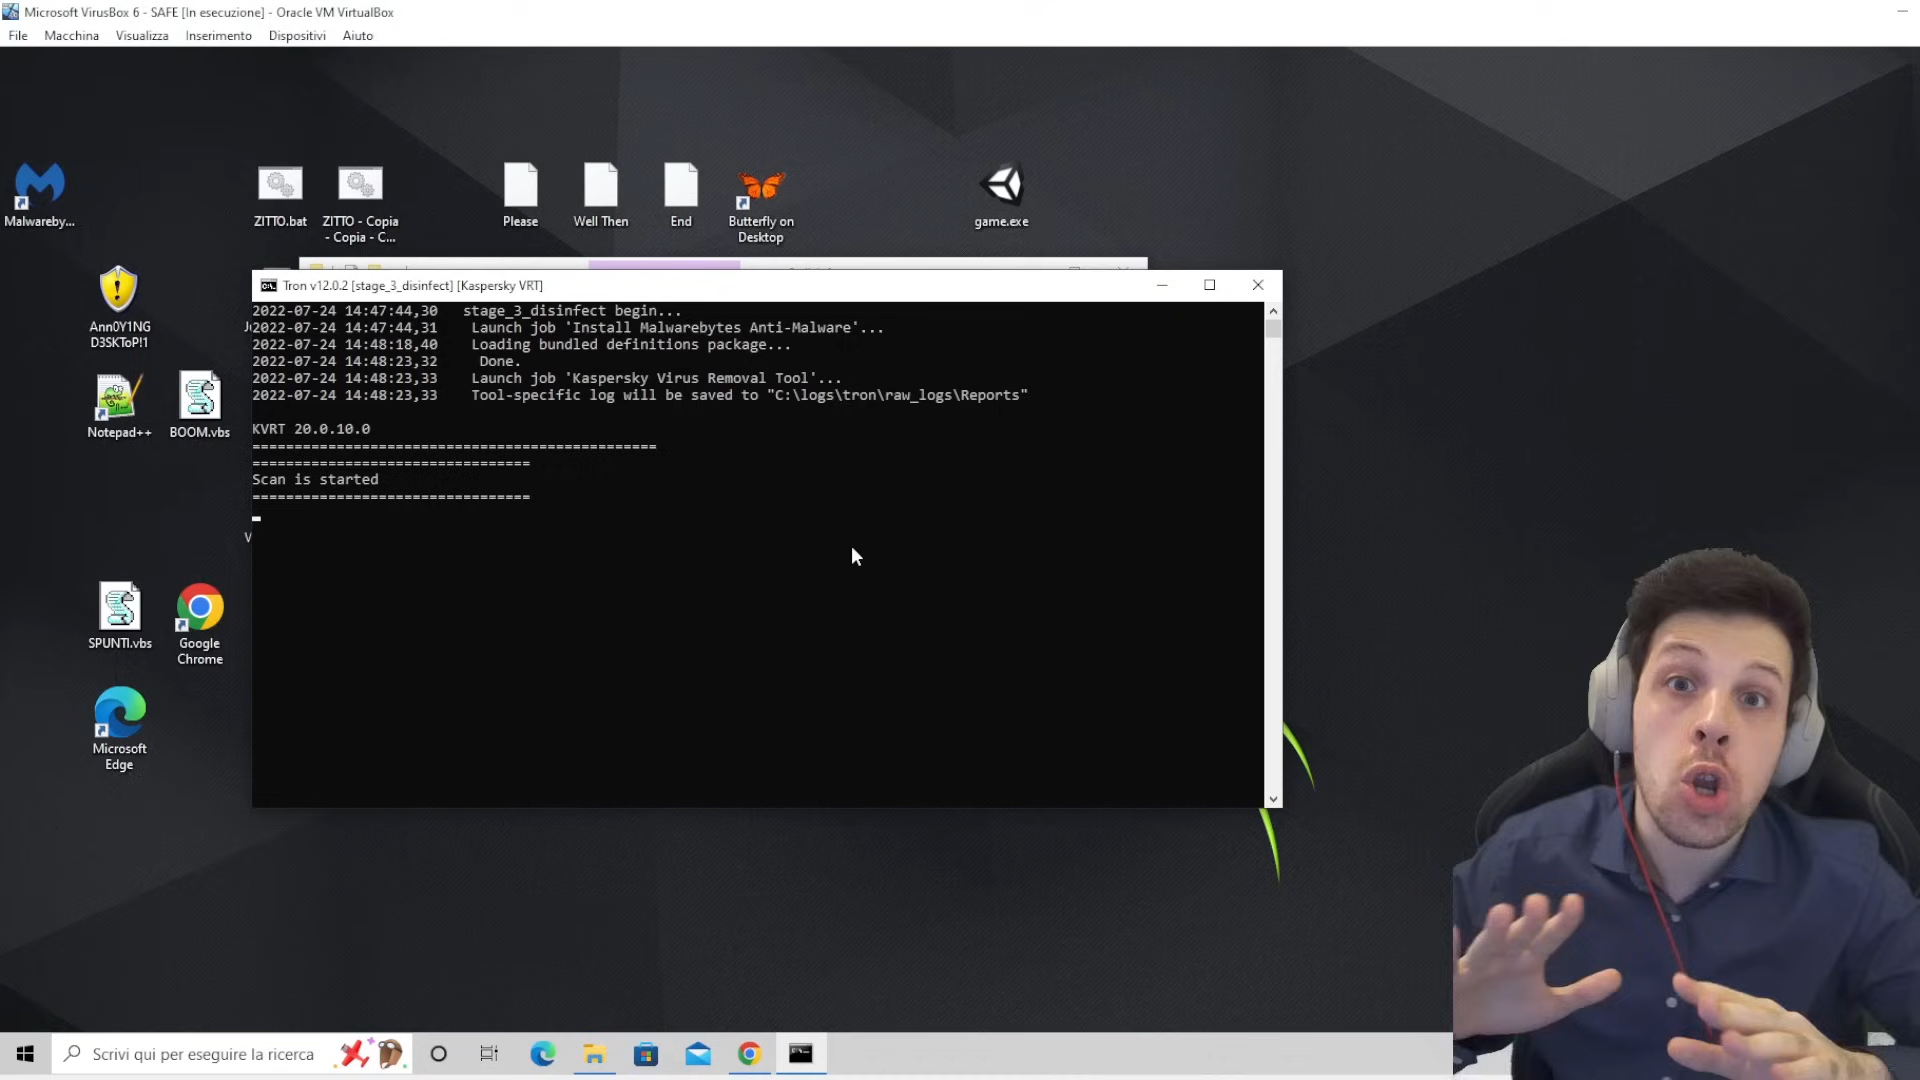 Microsoft VirusBox 6 - SAFE [In esecuzione] - Oracle VM VirtualBox
File Macchina Visualizza Inserimento Dispositivi Aiuto
Malwareby...
ZITTO.bat
ZITTO - Copia
- Copia - C...
Please
Well Then
End
Butterfly on
Desktop
game.exe
Ann0Y1NG
D3SKToP!1
Notepad++
BOOM.vbs
SPUNTI.vbs
Google
Chrome
Microsoft
Edge
Tron v12.0.2 [stage_3_disinfect] [Kaspersky VRT]
2022-07-24 14:47:44,30 stage_3_disinfect begin...
2022-07-24 14:47:44,31 Launch job 'Install Malwarebytes Anti-Malware'...
2022-07-24 14:48:18,40 Loading bundled definitions package...
2022-07-24 14:48:23,32 Done.
2022-07-24 14:48:23,33 Launch job 'Kaspersky Virus Removal Tool'...
2022-07-24 14:48:23,33 Tool-specific log will be saved to "C:\logs\tron\raw_logs\Reports"
KVRT 20.0.10.0
================================================
=================================
Scan is started
=================================
Scrivi qui per eseguire la ricerca